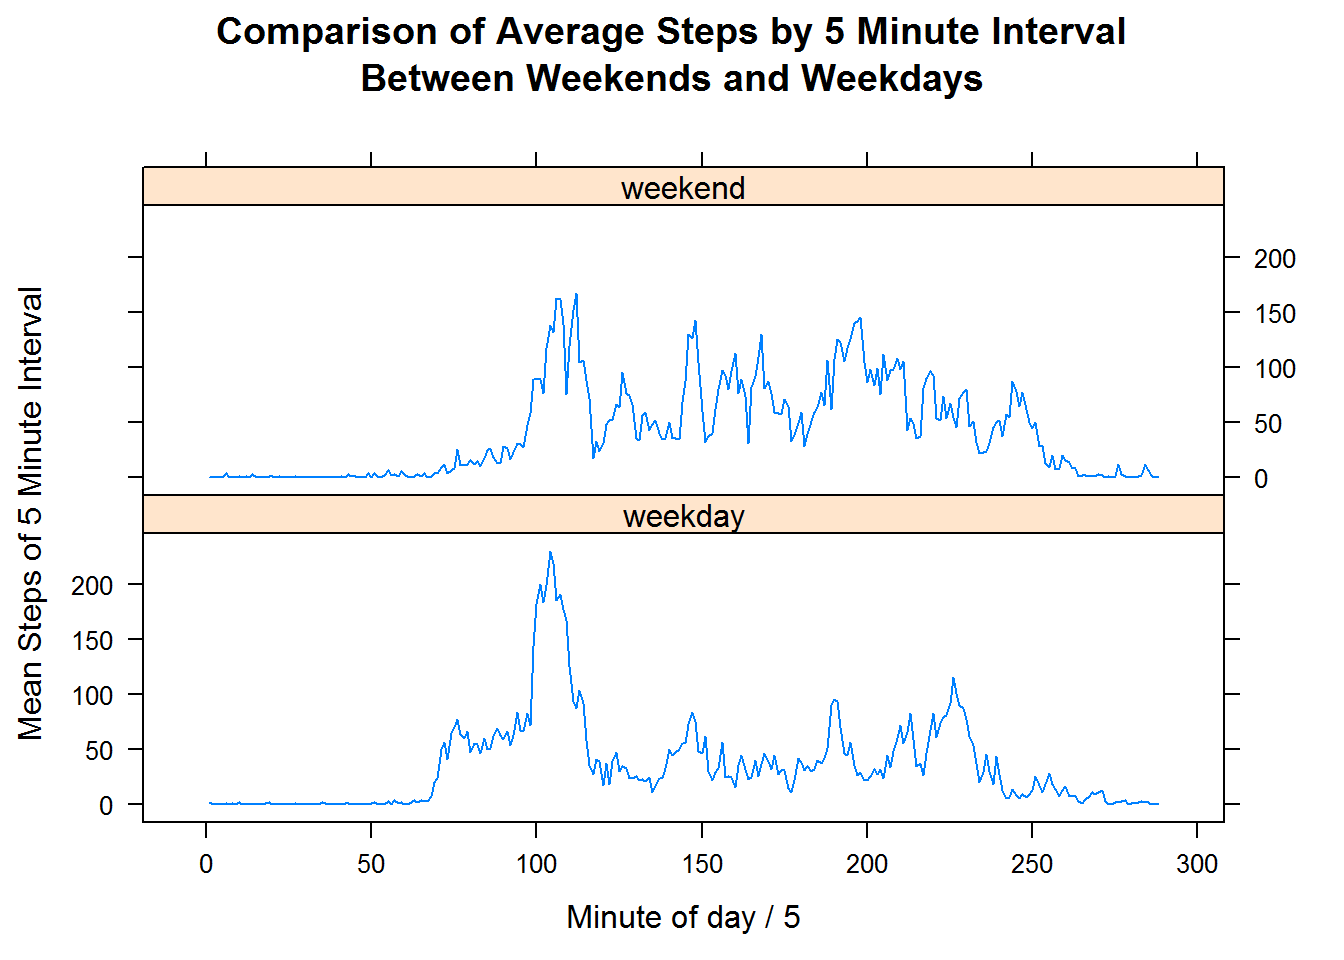 Comparison of Average Steps by 5 Minute Interval
Between Weekends and Weekdays
weekend
200
150
100
50
0
weekday
200
150
100
50
0
Mean Steps of 5 Minute Interval
0 50 100 150 200 250 300
Minute of day / 5